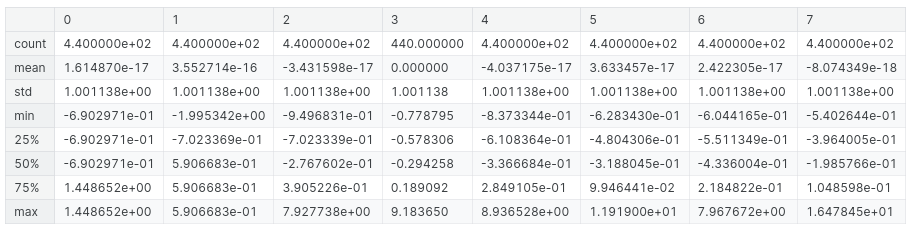 0 1 2 3 4 5 6 7
count 4.400000e+02 4.400000e+02 4.400000e+02 440.000000 4.400000e+02 4.400000e+02 4.400000e+02 4.400000e+02
mean 1.614870e-17 3.552714e-16 -3.431598e-17 0.000000 -4.037175e-17 3.633457e-17 2.422305e-17 -8.074349e-18
std 1.001138e+00 1.001138e+00 1.001138e+00 1.001138 1.001138e+00 1.001138e+00 1.001138e+00 1.001138e+00
min -6.902971e-01 -1.995342e+00 -9.496831e-01 -0.778795 -8.373344e-01 -6.283430e-01 -6.044165e-01 -5.402644e-01
25% -6.902971e-01 -7.023369e-01 -7.023339e-01 -0.578306 -6.108364e-01 -4.804306e-01 -5.511349e-01 -3.964005e-01
50% -6.902971e-01 5.906683e-01 -2.767602e-01 -0.294258 -3.366684e-01 -3.188045e-01 -4.336004e-01 -1.985766e-01
75% 1.448652e+00 5.906683e-01 3.905226e-01 0.189092 2.849105e-01 9.946441e-02 2.184822e-01 1.048598e-01
max 1.448652e+00 5.906683e-01 7.927738e+00 9.183650 8.936528e+00 1.191900e+01 7.967672e+00 1.647845e+01